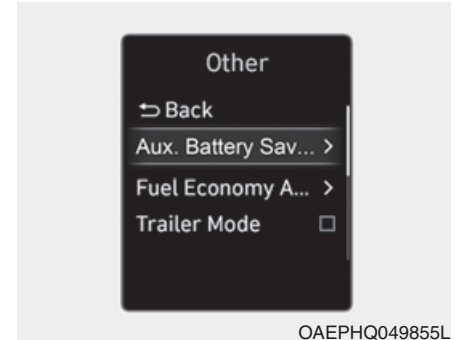 Other
Back
Aux. Battery Sav... >
Fuel Economy A... >
Trailer Mode
OAEPHQ049855L